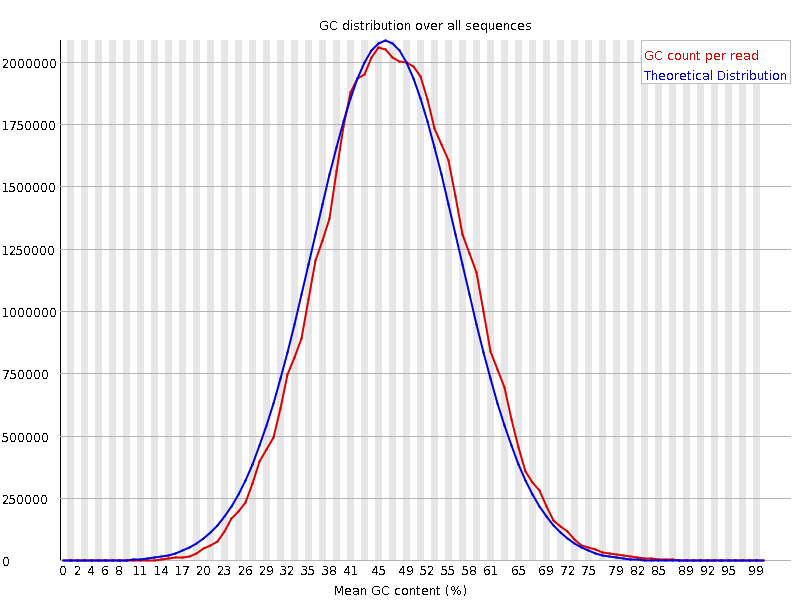 GC distribution over all sequences
GC count per read
Theoretical Distribution
2000000
1750000
1500000
1250000
1000000
750000
500000
250000
0
0 2 4 6 8 11 14 17 20 23 26 29 32 35 38 41 45 49 52 55 58 61 65 69 72 75 79 82 85 89 92 95 99
Mean GC content (%)